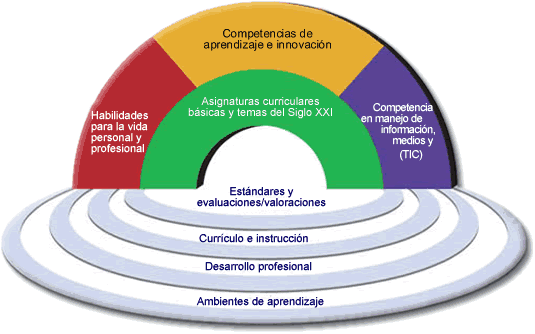 Competencias de
aprendizaje e innovación
Asignaturas curriculares
básicas y temas del Siglo XXI
Habilidades
para la vida
personal y
profesional
Competencia
en manejo de
información,
medios y
(TIC)
Estándares y
evaluaciones/valoraciones
Currículo e instrucción
Desarrollo profesional
Ambientes de aprendizaje